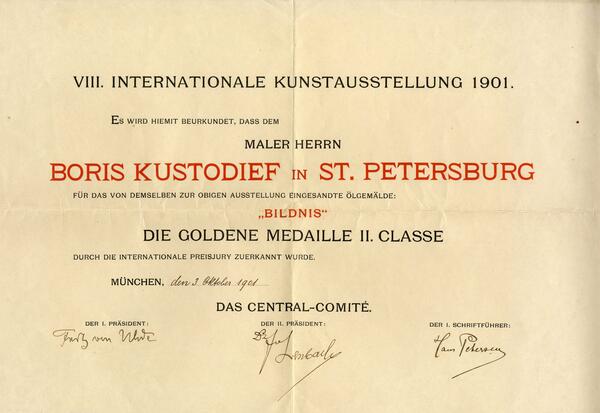 VIII. INTERNATIONALE KUNSTAUSSTELLUNG 1901.
ES WIRD HIEMIT BEURKUNDET, DASS DEM
MALER HERRN
BORIS KUSTODIEF IN ST. PETERSBURG
FÜR DAS VON DEMSELBEN ZUR OBIGEN AUSSTELLUNG EINGESANDTE ÖLGEMÄLDE:
„BILDNIS“
DIE GOLDENE MEDAILLE II. CLASSE
DURCH DIE INTERNATIONALE PREISJURY ZUERKANNT WURDE.
MÜNCHEN, den 3. Oktober 1901
DAS CENTRAL-COMITÉ.
DER I. PRÄSIDENT: DER II. PRÄSIDENT: DER I. SCHRIFTFÜHRER:
Fritz von Uhde Hans Petersen